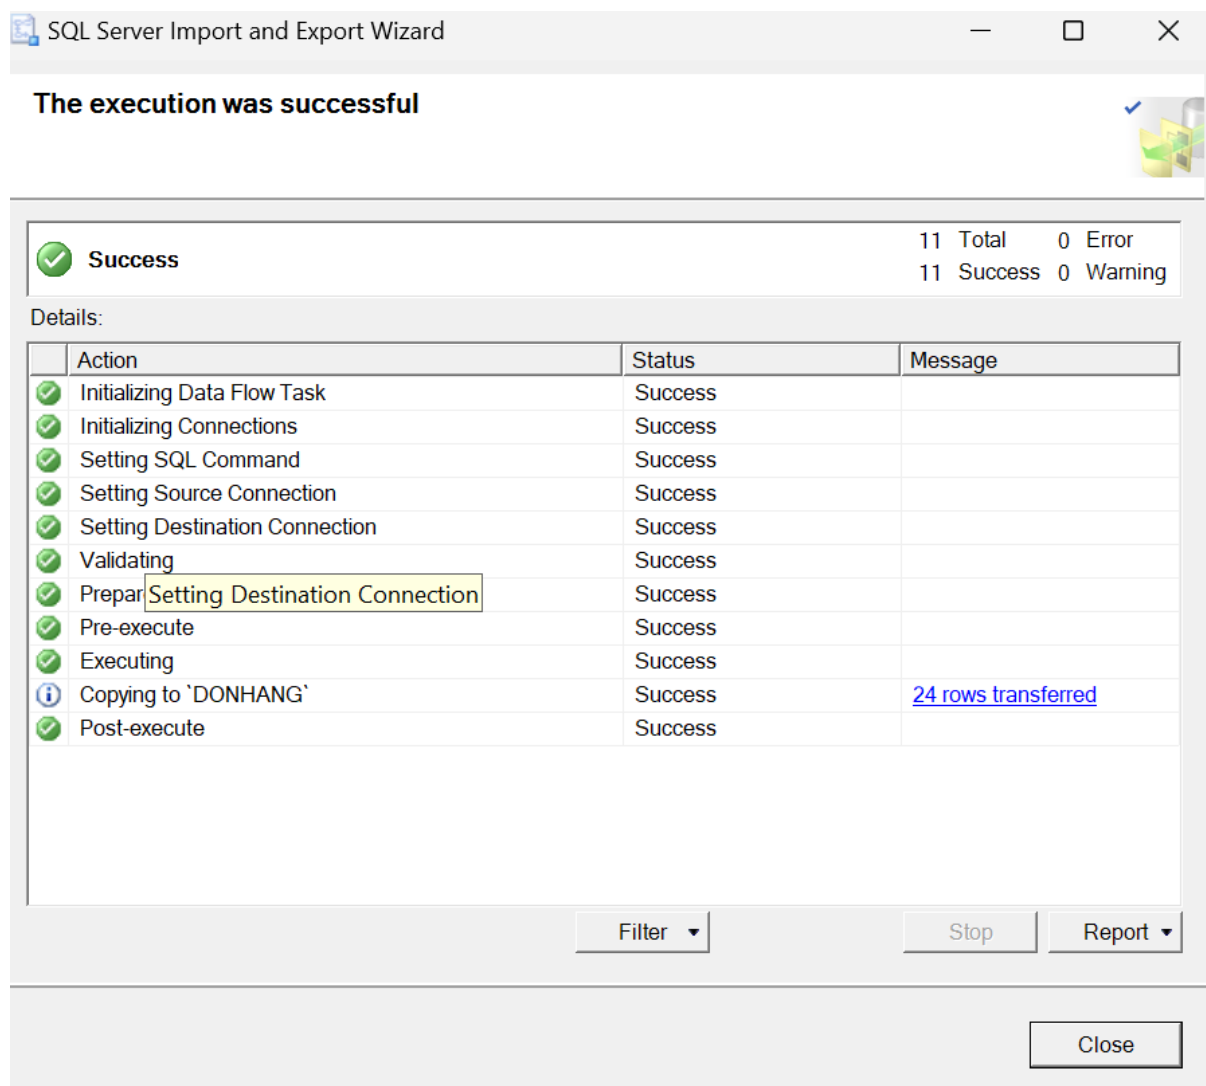 SQL Server Import and Export Wizard
The execution was successful
Success
11 Total 0 Error
11 Success 0 Warning
Details:
Action Status Message
Initializing Data Flow Task Success
Initializing Connections Success
Setting SQL Command Success
Setting Source Connection Success
Setting Destination Connection Success
Validating Success
Prepar Setting Destination Connection Success
Pre-execute Success
Executing Success
Copying to `DONHANG` Success 24 rows transferred
Post-execute Success
Filter Stop Report
Close